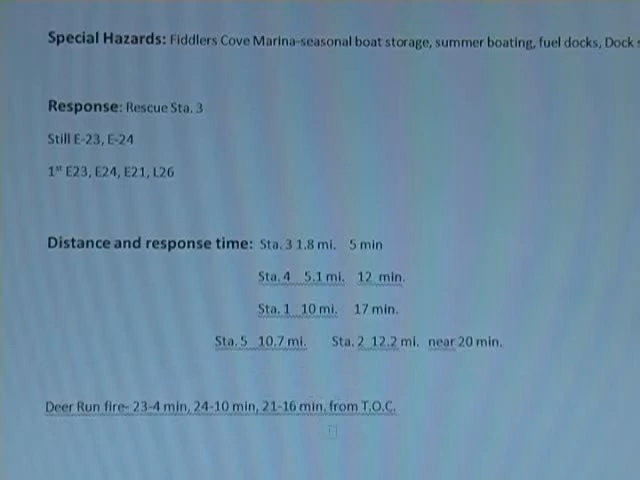 Special Hazards: Fiddlers Cove Marina-seasonal boat storage, summer boating, fuel docks, Dock
Response: Rescue Sta. 3
Still E-23, E-24
1st E23, E24, E21, L26
Distance and response time: Sta. 3 1.8 mi. 5 min
Sta. 4 5.1 mi. 12 min.
Sta. 1 10 mi. 17 min.
Sta. 5 10.7 mi. Sta. 2 12.2 mi. near 20 min.
Deer Run fire- 23-4 min, 24-10 min, 21-16 min, from T.O.C.